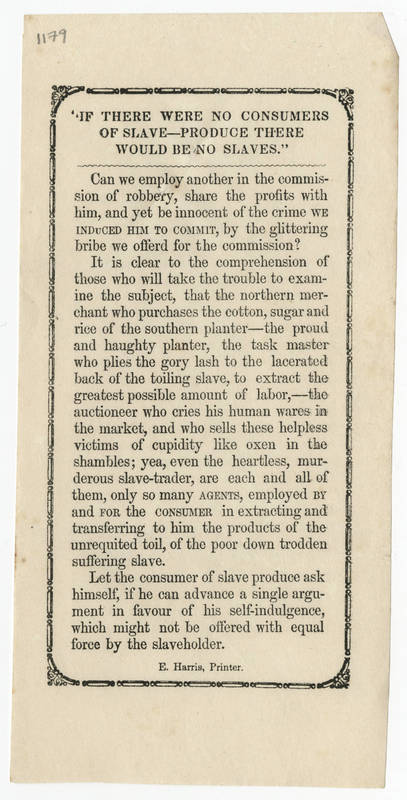 1179
"IF THERE WERE NO CONSUMERS
OF SLAVE—PRODUCE THERE
WOULD BE NO SLAVES."
Can we employ another in the commis-
sion of robbery, share the profits with
him, and yet be innocent of the crime WE
INDUCED HIM TO COMMIT, by the glittering
bribe we offerd for the commission?
It is clear to the comprehension of
those who will take the trouble to exam-
ine the subject, that the northern mer-
chant who purchases the cotton, sugar and
rice of the southern planter—the proud
and haughty planter, the task master
who plies the gory lash to the lacerated
back of the toiling slave, to extract the
greatest possible amount of labor,—the
auctioneer who cries his human wares in
the market, and who sells these helpless
victims of cupidity like oxen in the
shambles; yea, even the heartless, mur-
derous slave-trader, are each and all of
them, only so many AGENTS, employed BY
and FOR the CONSUMER in extracting and
transferring to him the products of the
unrequited toil, of the poor down trodden
suffering slave.
Let the consumer of slave produce ask
himself, if he can advance a single argu-
ment in favour of his self-indulgence,
which might not be offered with equal
force by the slaveholder.
E. Harris, Printer.